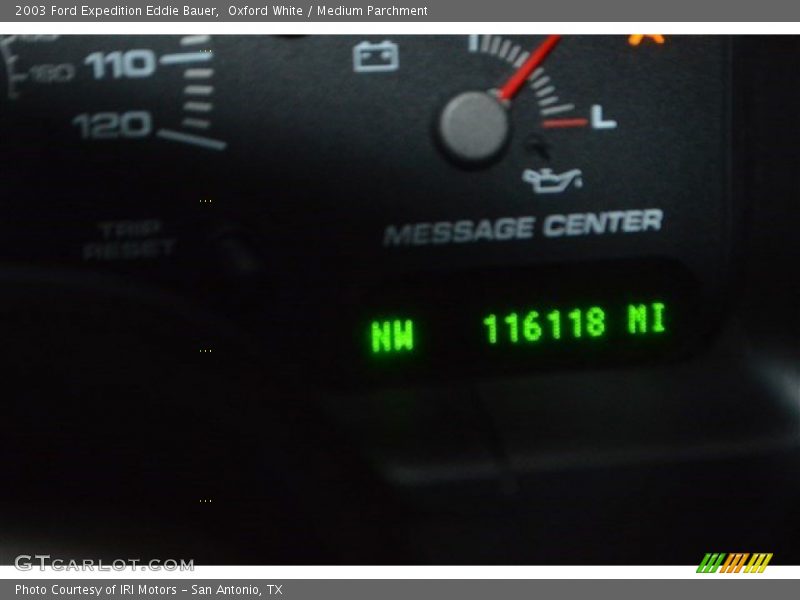 2003 Ford Expedition Eddie Bauer, Oxford White / Medium Parchment
110
180
120
L
TRIP
RESET
MESSAGE CENTER
NW 116118 MI
GTCARLOT.COM
Photo Courtesy of IRI Motors - San Antonio, TX